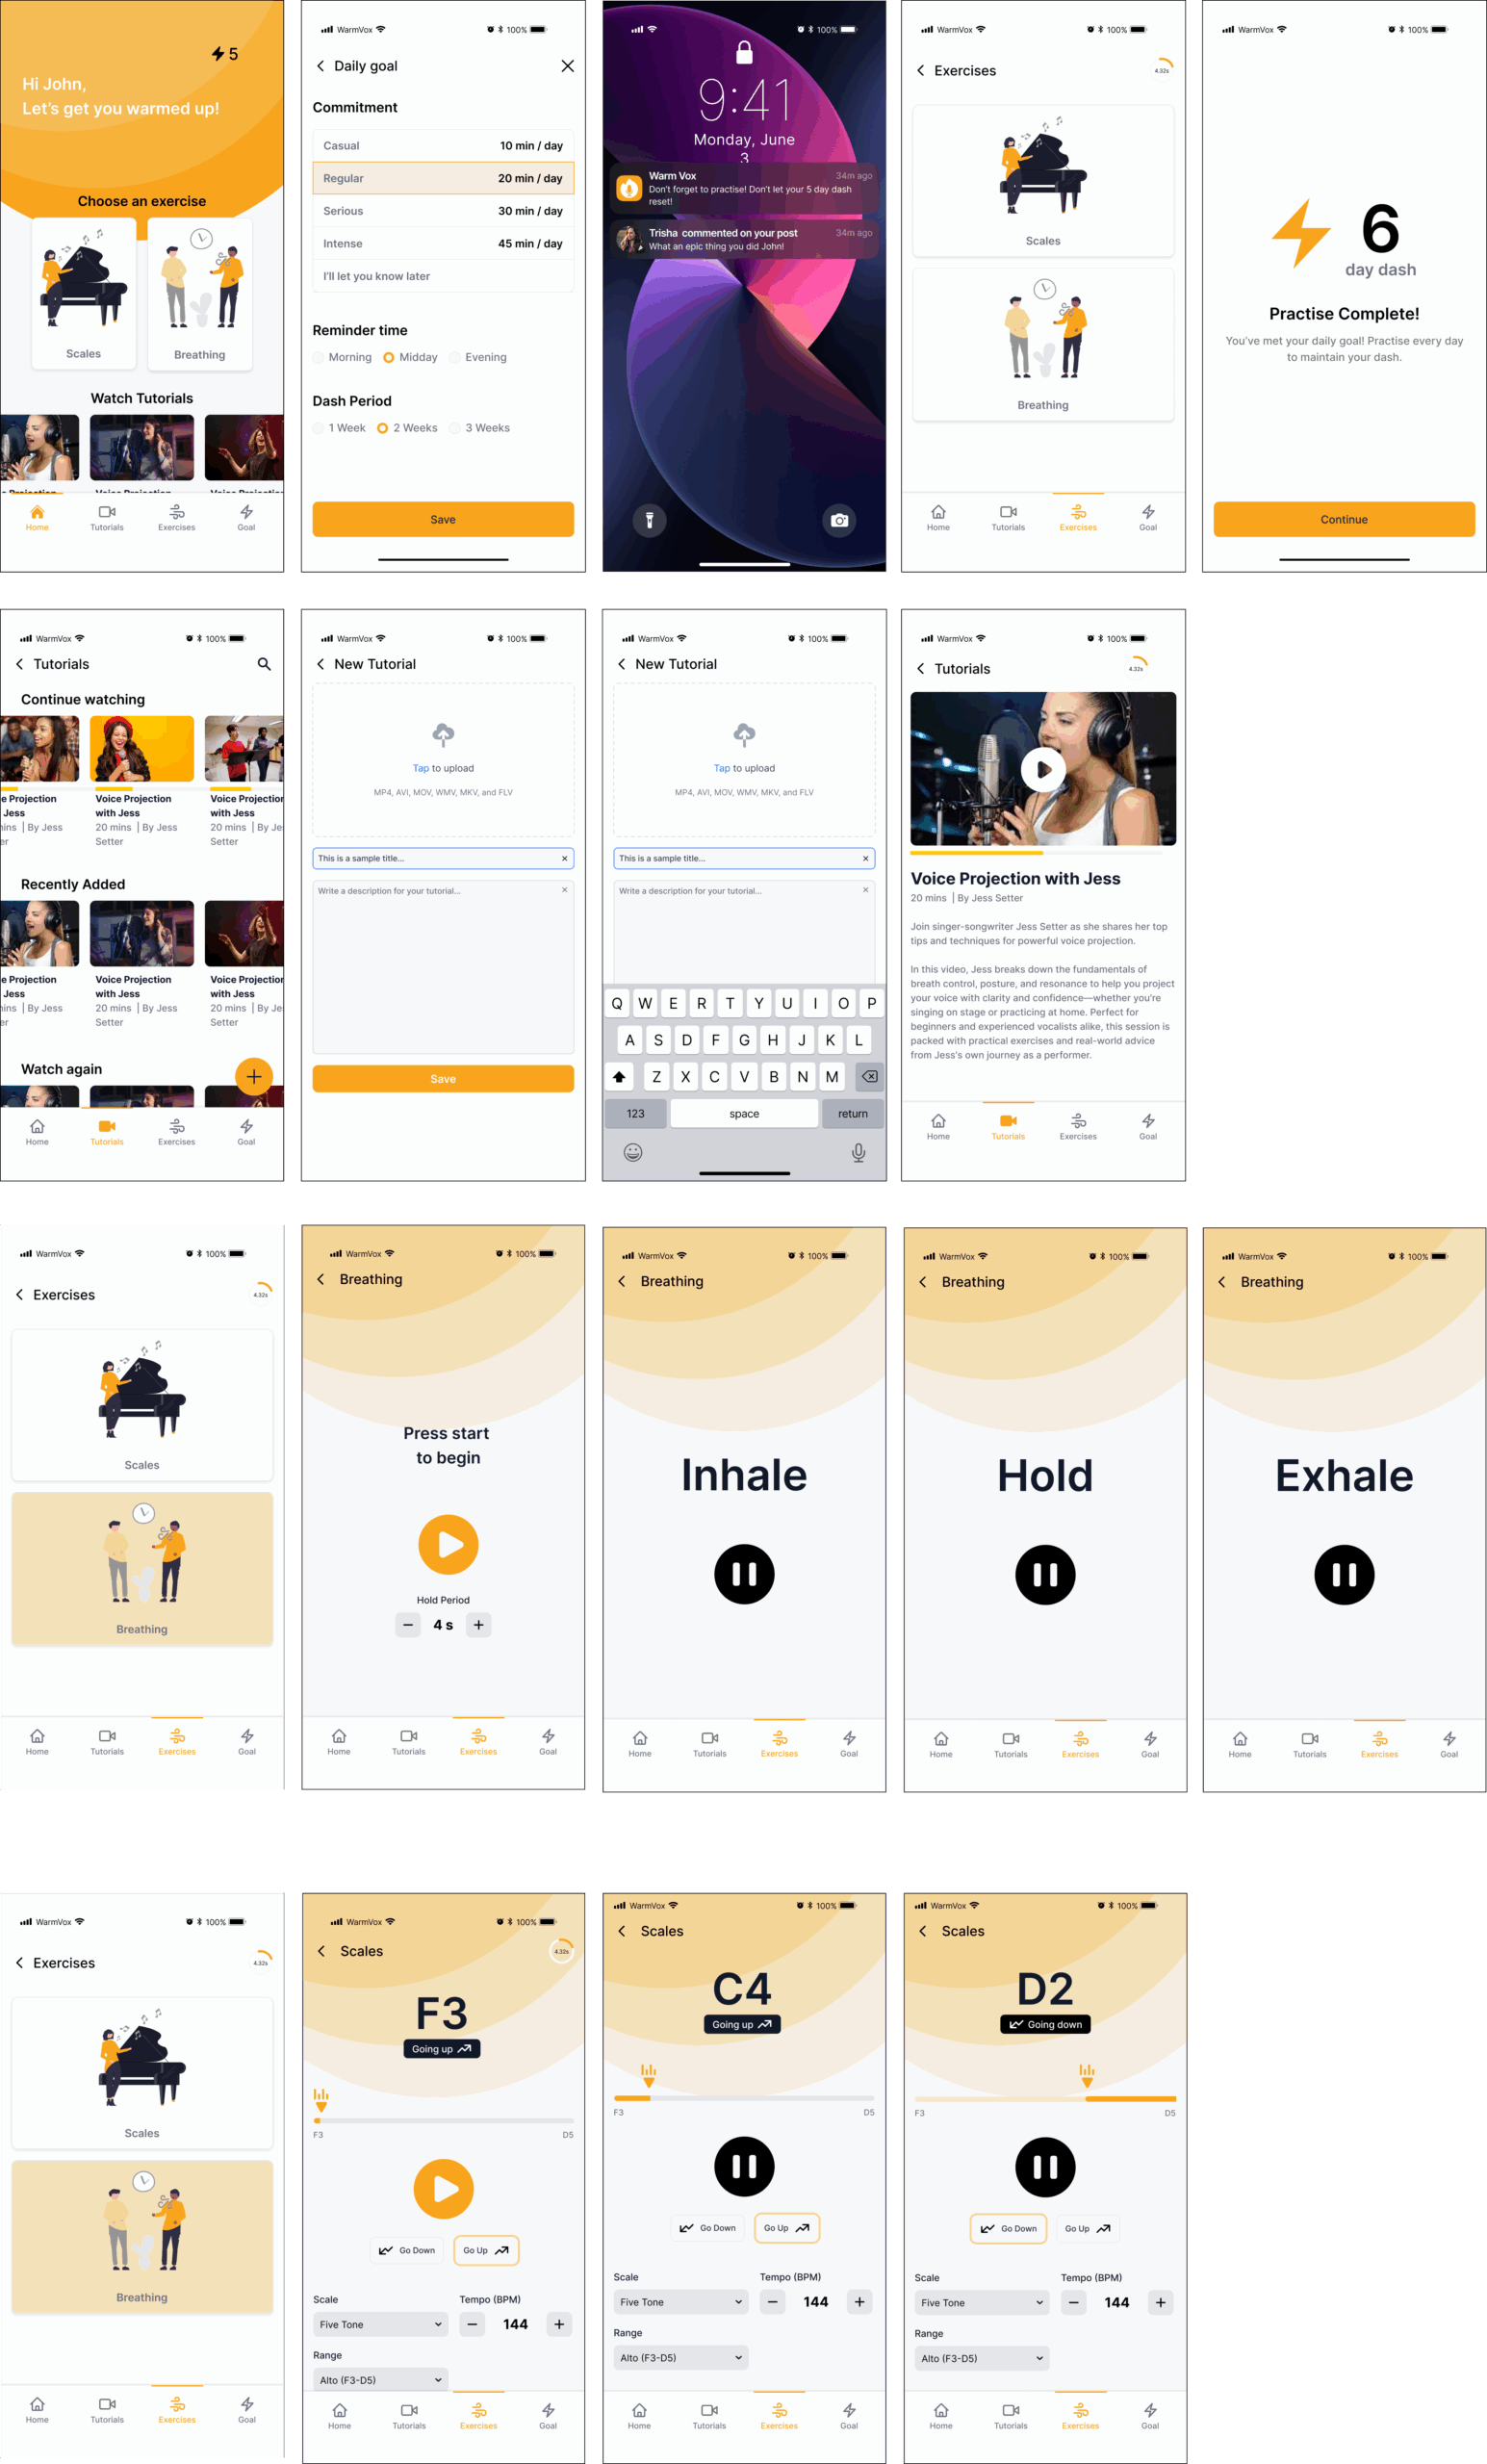 5
Hi John,
Let's get you warmed up!
Choose an exercise
Scales
Breathing
Watch Tutorials
Home
Tutorials
Exercises
Goal
WarmVox
100%
Daily goal
Commitment
Casual
10 min / day
Regular
20 min / day
Serious
30 min / day
Intense
45 min / day
I'll let you know later
Reminder time
Morning
Midday
Evening
Dash Period
1 Week
2 Weeks
3 Weeks
Save
100%
9:41
Monday, June
3
Warm Vox
34m ago
Don't forget to practise! Don't let your 5 day dash
reset!
Trisha commented on your post
34m ago
What an epic thing you did John!
WarmVox
100%
Exercises
4.32s
Scales
Breathing
Home
Tutorials
Exercises
Goal
WarmVox
100%
6
day dash
Practise Complete!
You've met your daily goal! Practise every day
to maintain your dash.
Continue
WarmVox
100%
Tutorials
Continue watching
e Projection
Jess
ins | By Jess
er
Voice Projection
with Jess
20 mins | By Jess
Setter
Voice Projection
with Jess
20 mins | By Je
Setter
Recently Added
e Projection
Jess
ins | By Jess
er
Voice Projection
with Jess
20 mins | By Jess
Setter
Voice Projection
with Jess
20 mins | By Je
Setter
Watch again
Home
Tutorials
Exercises
Goal
WarmVox
100%
New Tutorial
Tap to upload
MP4, AVI, MOV, WMV, MKV, and FLV
This is a sample title...
Write a description for your tutorial...
Save
WarmVox
100%
New Tutorial
Tap to upload
MP4, AVI, MOV, WMV, MKV, and FLV
This is a sample title...
Write a description for your tutorial...
Q W E R T Y U I O P
A S D F G H J K L
Z X C V B N M
123
space
return
WarmVox
100%
Tutorials
4.32s
Voice Projection with Jess
20 mins | By Jess Setter
Join singer-songwriter Jess Setter as she shares her top
tips and techniques for powerful voice projection.
In this video, Jess breaks down the fundamentals of
breath control, posture, and resonance to help you project
your voice with clarity and confidence—whether you're
singing on stage or practicing at home. Perfect for
beginners and experienced vocalists alike, this session is
packed with practical exercises and real-world advice
from Jess's own journey as a performer.
Home
Tutorials
Exercises
Goal
WarmVox
100%
Exercises
4.32s
Scales
Breathing
Home
Tutorials
Exercises
Goal
WarmVox
100%
Breathing
Press start
to begin
Hold Period
4 s
Home
Tutorials
Exercises
Goal
WarmVox
100%
Breathing
Inhale
Home
Tutorials
Exercises
Goal
WarmVox
100%
Breathing
Hold
Home
Tutorials
Exercises
Goal
WarmVox
100%
Breathing
Exhale
Home
Tutorials
Exercises
Goal
WarmVox
100%
Exercises
4.32s
Scales
Breathing
Home
Tutorials
Exercises
Goal
WarmVox
100%
Scales
4.32s
F3
Going up
F3
D5
Go Down
Go Up
Scale
Tempo (BPM)
Five Tone
144
Range
Alto (F3-D5)
Home
Tutorials
Exercises
Goal
WarmVox
100%
Scales
C4
Going up
F3
D5
Go Down
Go Up
Scale
Tempo (BPM)
Five Tone
144
Range
Alto (F3-D5)
Home
Tutorials
Exercises
Goal
WarmVox
100%
Scales
D2
Going down
F3
D5
Go Down
Go Up
Scale
Tempo (BPM)
Five Tone
144
Range
Alto (F3-D5)
Home
Tutorials
Exercises
Goal